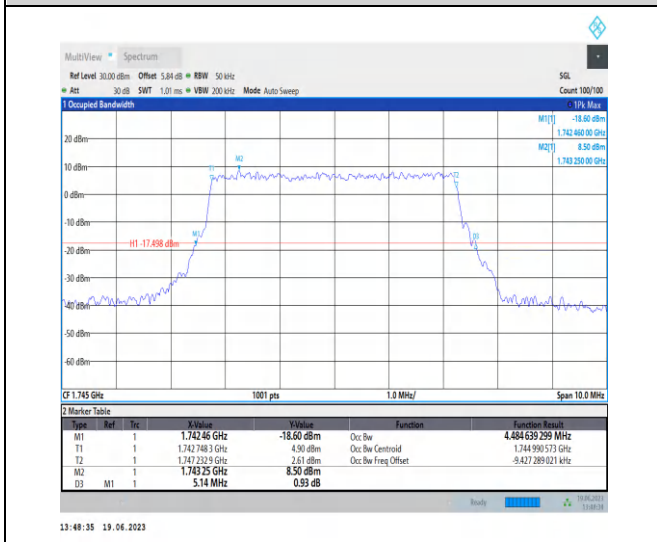 MultiView Spectrum
Ref Level 30.00 dBm Offset 5.84 dB RBW 50 kHz SGL
Att 30 dB SWT 1.01 ms VBW 200 kHz Mode Auto Sweep Count 100/100
1 Occupied Bandwidth 1Pk Max
M1[1] -18.60 dBm
1.742 460 00 GHz
M2[1] 8.50 dBm
1.743 250 00 GHz
20 dBm
M2
10 dBm
T1 T2
0 dBm
-10 dBm
M1 D3
H1 -17.498 dBm
-20 dBm
-30 dBm
-40 dBm
-50 dBm
-60 dBm
CF 1.745 GHz 1001 pts 1.0 MHz/ Span 10.0 MHz
2 Marker Table
Type Ref Trc X-Value Y-Value Function Function Result
M1 1 1.742 46 GHz -18.60 dBm Occ Bw 4.484 639 299 MHz
T1 1 1.742 748 3 GHz 4.90 dBm Occ Bw Centroid 1.744 990 573 GHz
T2 1 1.747 232 9 GHz 2.61 dBm Occ Bw Freq Offset -9.427 289 021 kHz
M2 1 1.743 25 GHz 8.50 dBm
D3 M1 1 5.14 MHz 0.93 dB
Ready 19.06.2023
13:48:34
13:48:35 19.06.2023